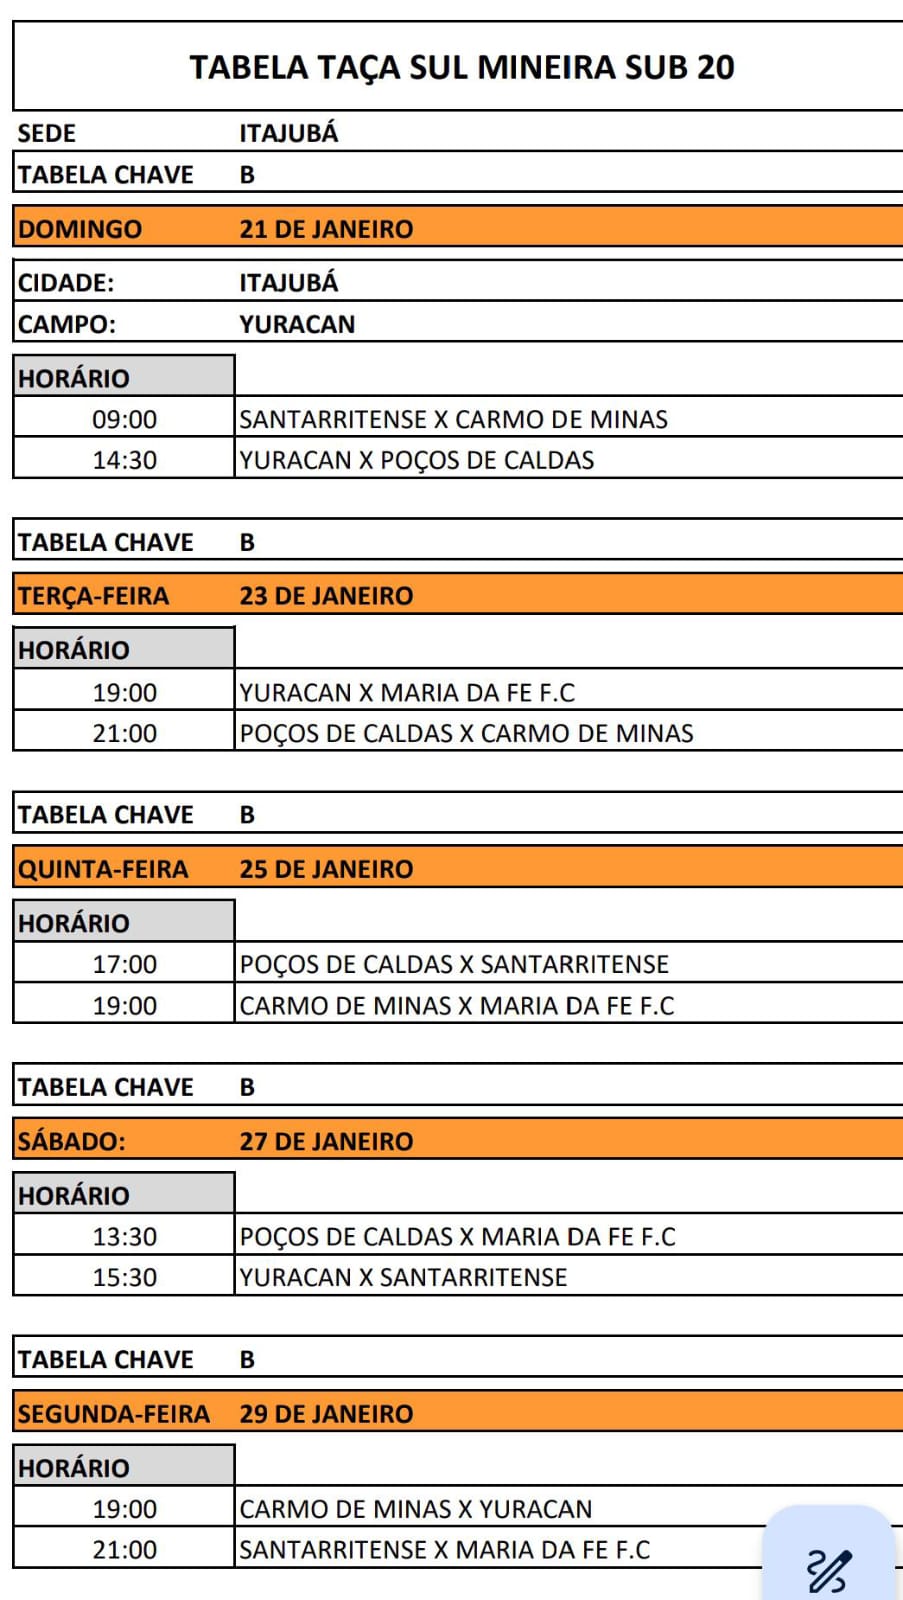 TABELA TAÇA SUL MINEIRA SUB 20
SEDE ITAJUBÁ
TABELA CHAVE B
DOMINGO 21 DE JANEIRO
CIDADE: ITAJUBÁ
CAMPO: YURACAN
HORÁRIO
09:00 SANTARRITENSE X CARMO DE MINAS
14:30 YURACAN X POÇOS DE CALDAS
TABELA CHAVE B
TERÇA-FEIRA 23 DE JANEIRO
HORÁRIO
19:00 YURACAN X MARIA DA FE F.C
21:00 POÇOS DE CALDAS X CARMO DE MINAS
TABELA CHAVE B
QUINTA-FEIRA 25 DE JANEIRO
HORÁRIO
17:00 POÇOS DE CALDAS X SANTARRITENSE
19:00 CARMO DE MINAS X MARIA DA FE F.C
TABELA CHAVE B
SÁBADO: 27 DE JANEIRO
HORÁRIO
13:30 POÇOS DE CALDAS X MARIA DA FE F.C
15:30 YURACAN X SANTARRITENSE
TABELA CHAVE B
SEGUNDA-FEIRA 29 DE JANEIRO
HORÁRIO
19:00 CARMO DE MINAS X YURACAN
21:00 SANTARRITENSE X MARIA DA FE F.C